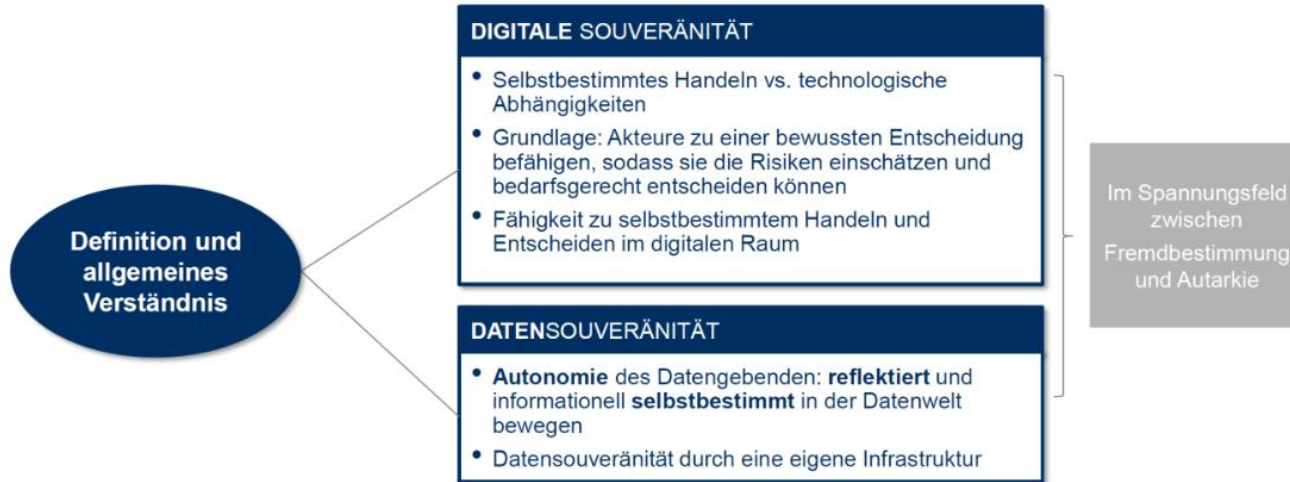 Definition und
allgemeines
Verständnis
DIGITALE SOUVERÄNITÄT
• Selbstbestimmtes Handeln vs. technologische
Abhängigkeiten
• Grundlage: Akteure zu einer bewussten Entscheidung
befähigen, sodass sie die Risiken einschätzen und
bedarfsgerecht entscheiden können
• Fähigkeit zu selbstbestimmtem Handeln und
Entscheiden im digitalen Raum
DATENSOUVERÄNITÄT
• Autonomie des Datengebenden: reflektiert und
informationell selbstbestimmt in der Datenwelt
bewegen
• Datensouveränität durch eine eigene Infrastruktur
Im Spannungsfeld
zwischen
Fremdbestimmung
und Autarkie